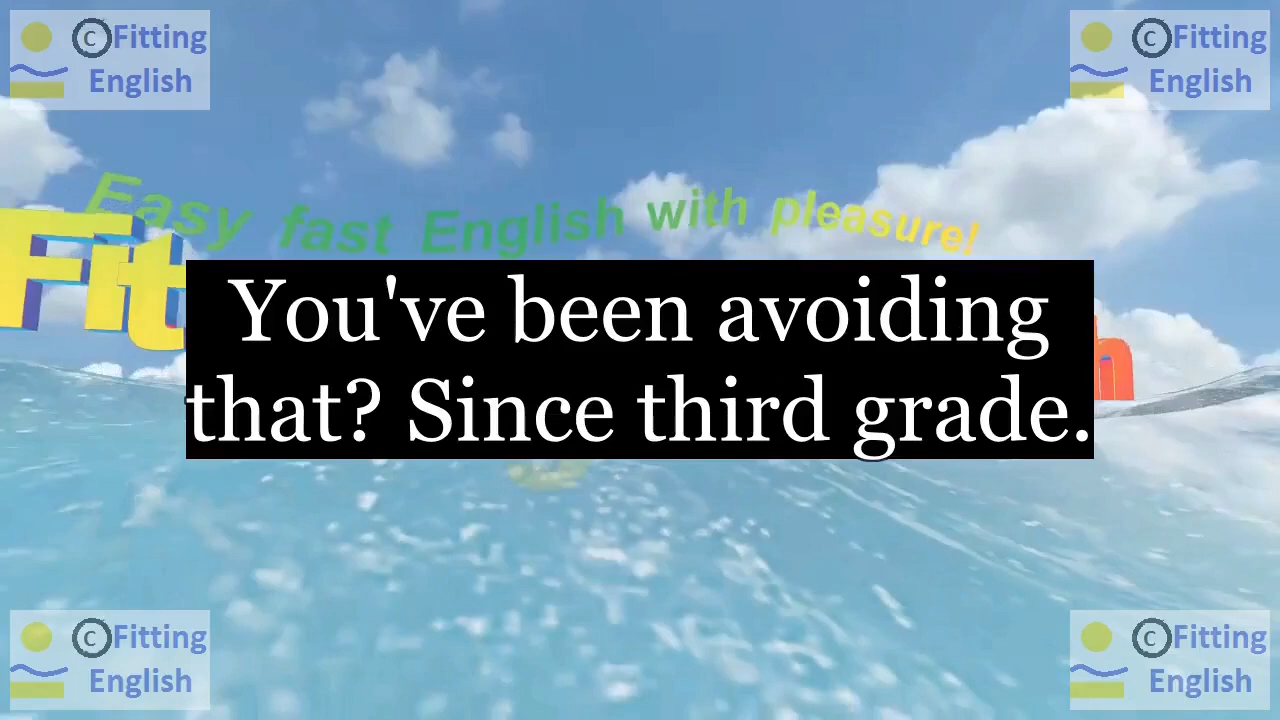 ©Fitting
English
©Fitting
English
Easy fast English with pleasure!
Fit
h
You've been avoiding
that? Since third grade.
©Fitting
English
©Fitting
English